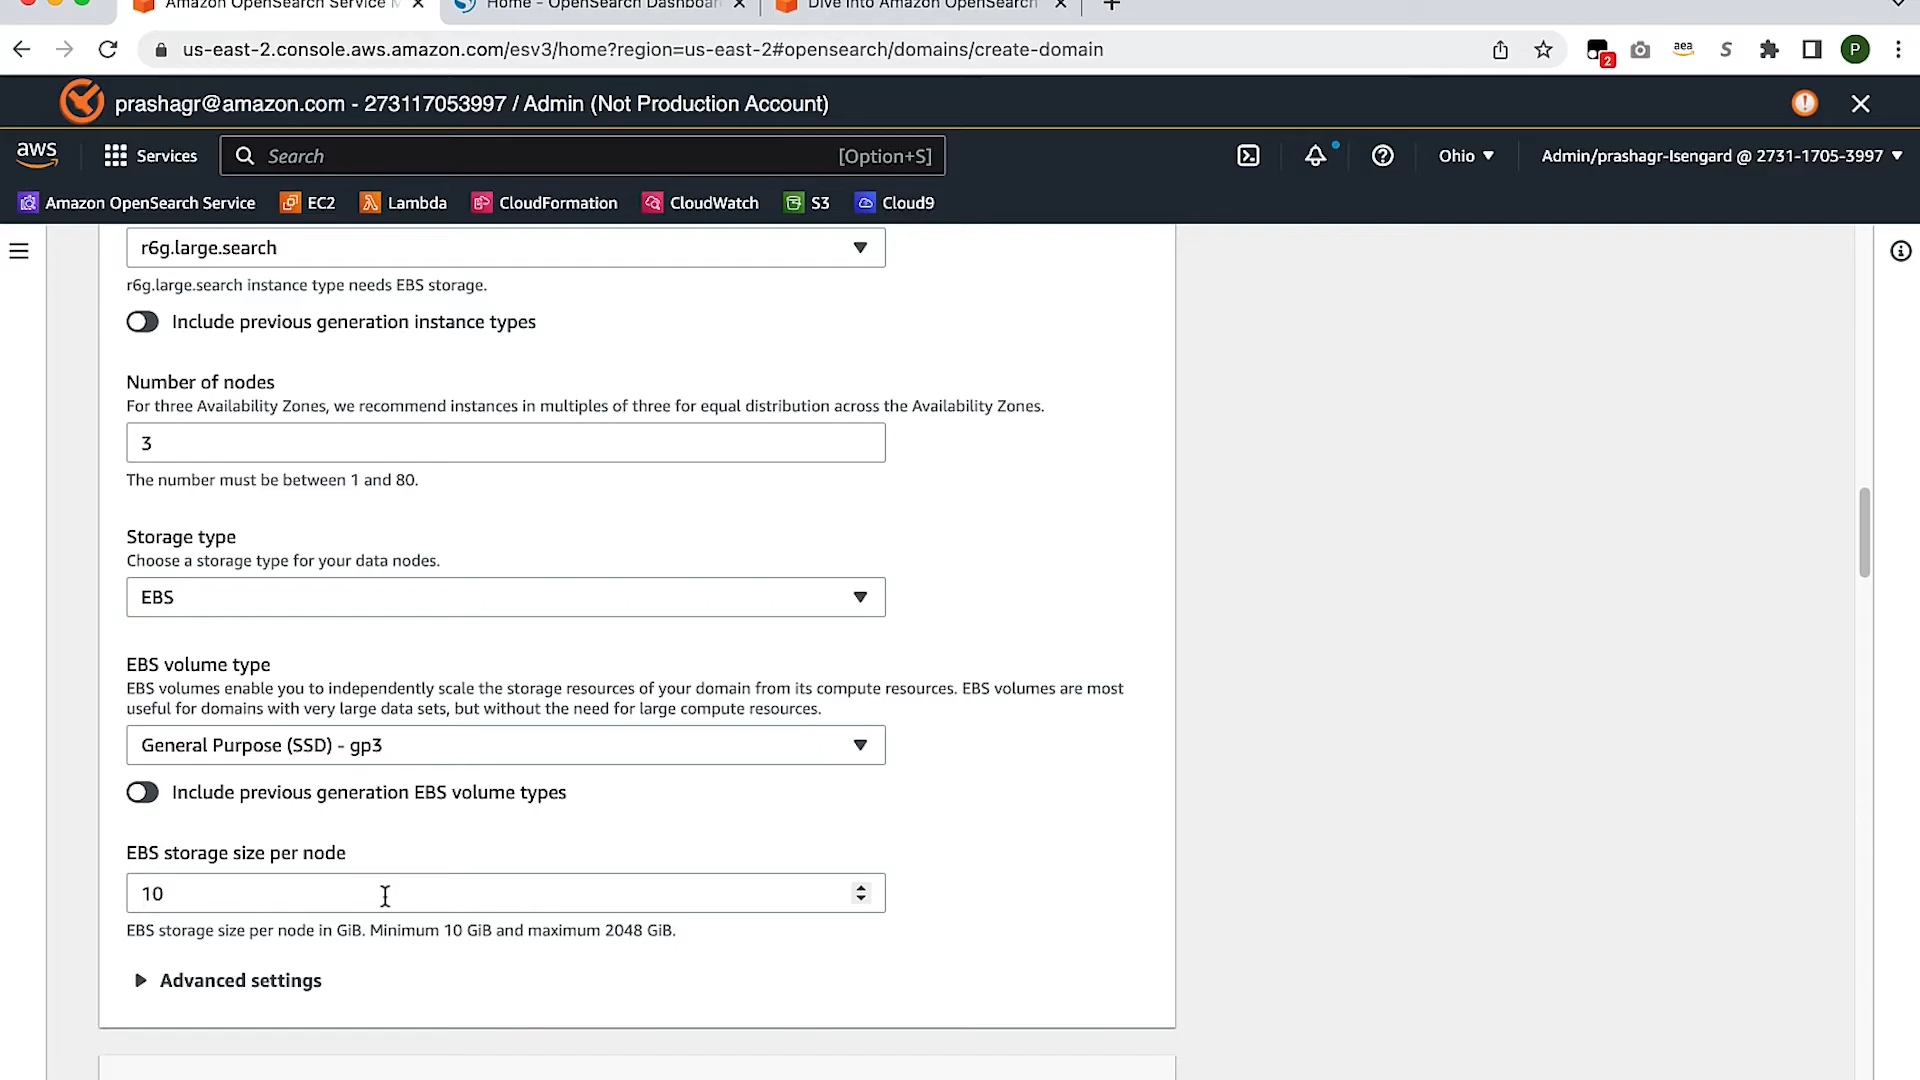 Amazon OpenSearch Service M
Home - OpenSearch Dashboar
Dive into Amazon OpenSearch
us-east-2.console.aws.amazon.com/esv3/home?region=us-east-2#opensearch/domains/create-domain
aea
S
2
P
prashagr@amazon.com - 273117053997 / Admin (Not Production Account)
aws
Services
Search
[Option+S]
Ohio
Admin/prashagr-Isengard @ 2731-1705-3997
Amazon OpenSearch Service
EC2
Lambda
CloudFormation
CloudWatch
S3
Cloud9
r6g.large.search
r6g.large.search instance type needs EBS storage.
Include previous generation instance types
Number of nodes
For three Availability Zones, we recommend instances in multiples of three for equal distribution across the Availability Zones.
3
The number must be between 1 and 80.
Storage type
Choose a storage type for your data nodes.
EBS
EBS volume type
EBS volumes enable you to independently scale the storage resources of your domain from its compute resources. EBS volumes are most
useful for domains with very large data sets, but without the need for large compute resources.
General Purpose (SSD) - gp3
Include previous generation EBS volume types
EBS storage size per node
10
EBS storage size per node in GiB. Minimum 10 GiB and maximum 2048 GiB.
Advanced settings